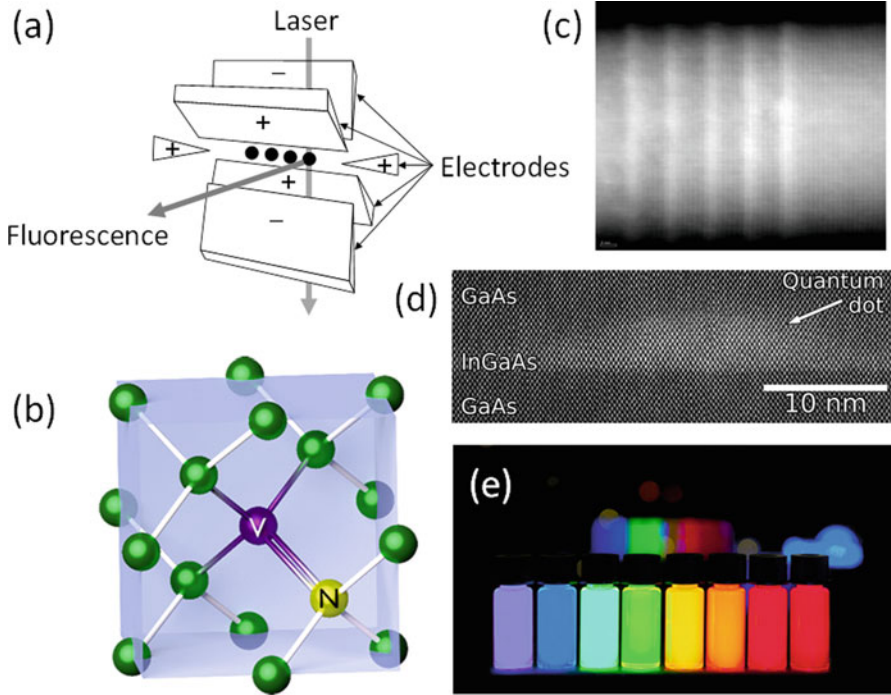 (a)
Laser
−
+
+
+
+
−
Electrodes
Fluorescence
(b)
V
N
(c)
(d)
GaAs
Quantum
dot
InGaAs
GaAs
10 nm
(e)